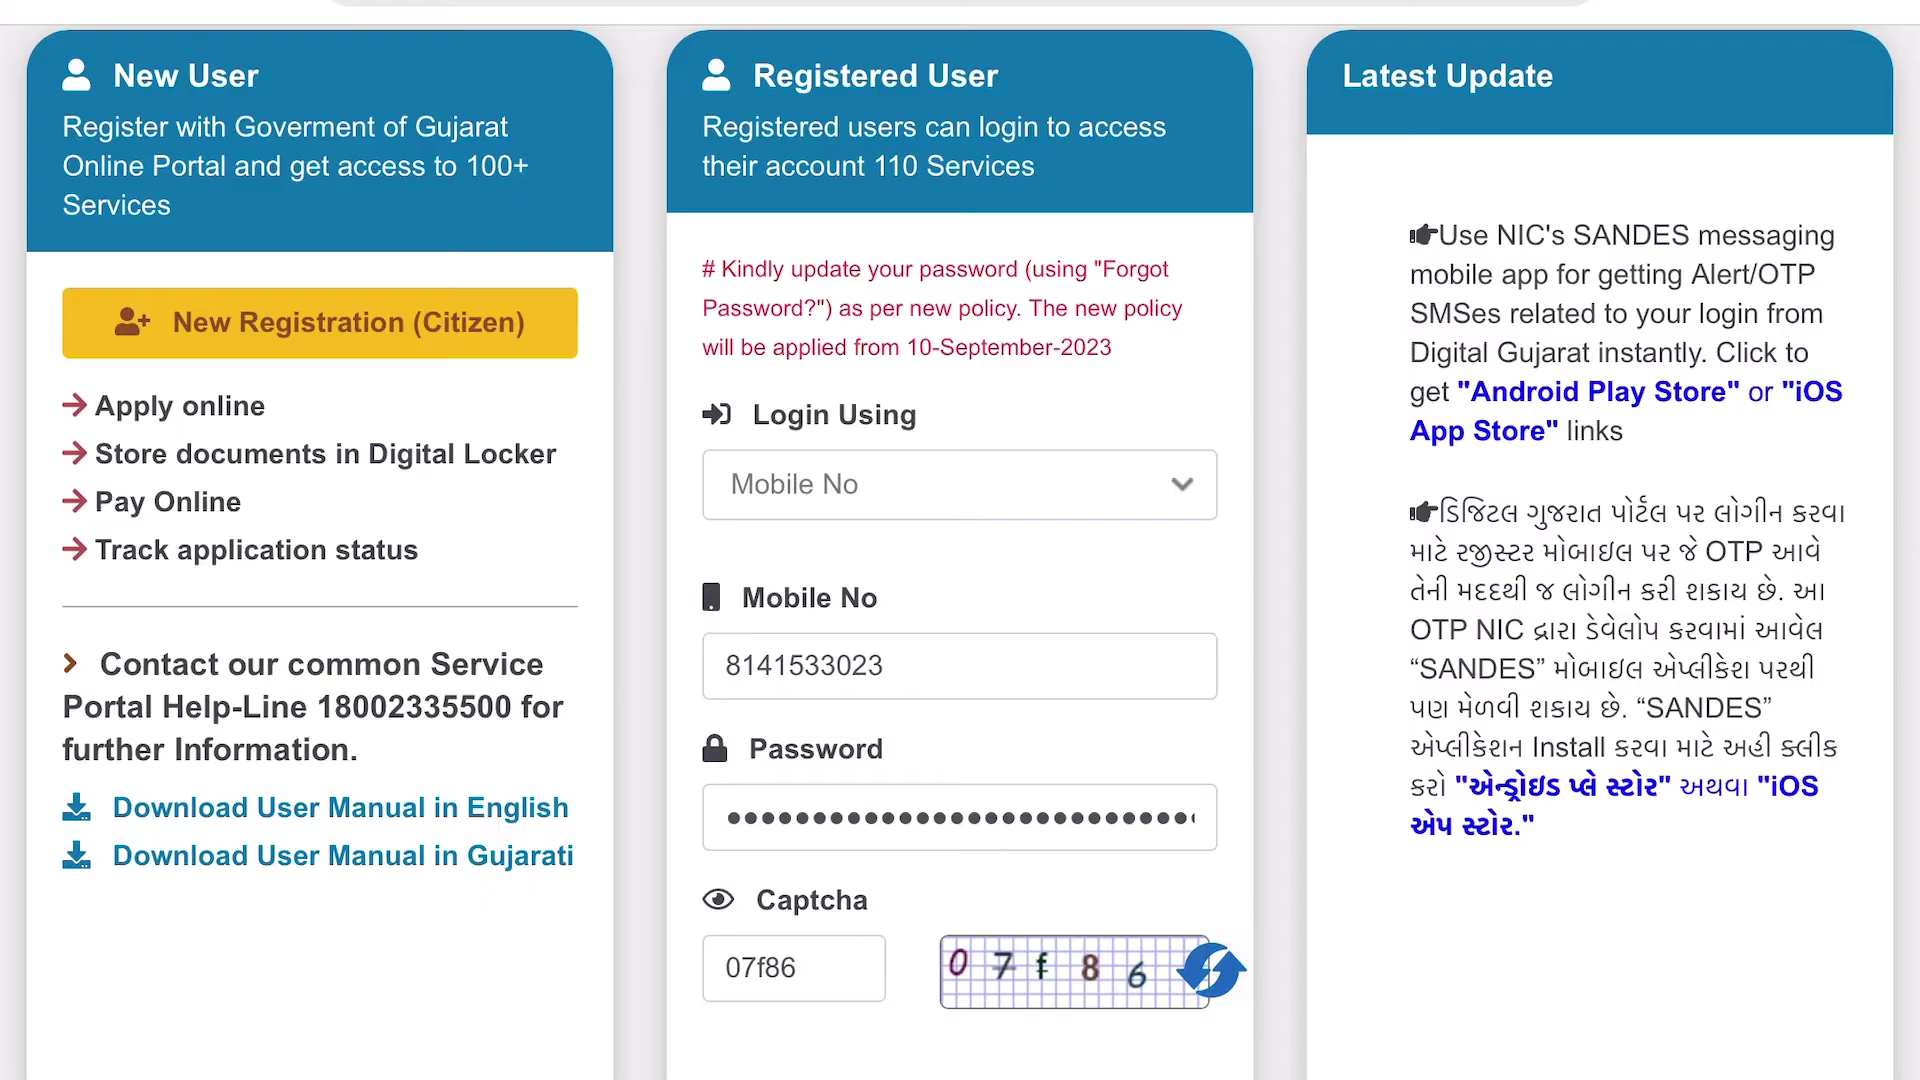 New User
Register with Goverment of Gujarat
Online Portal and get access to 100+
Services
New Registration (Citizen)
Apply online
Store documents in Digital Locker
Pay Online
Track application status
Contact our common Service
Portal Help-Line 18002335500 for
further Information.
Download User Manual in English
Download User Manual in Gujarati
Registered User
Registered users can login to access
their account 110 Services
# Kindly update your password (using "Forgot
Password?") as per new policy. The new policy
will be applied from 10-September-2023
Login Using
Mobile No
Mobile No
8141533023
Password
Captcha
07f86
07f86
Latest Update
Use NIC's SANDES messaging
mobile app for getting Alert/OTP
SMSes related to your login from
Digital Gujarat instantly. Click to
get "Android Play Store" or "iOS
App Store" links
ડિજિટલ ગુજરાત પોર્ટલ પર લોગીન કરવા
માટે રજીસ્ટર મોબાઇલ પર જે OTP આવે
તેની મદદથી જ લોગીન કરી શકાય છે. આ
OTP NIC દ્વારા ડેવેલોપ કરવામાં આવેલ
“SANDES” મોબાઇલ એપ્લીકેશ પરથી
પણ મેળવી શકાય છે. “SANDES”
એપ્લીકેશન Install કરવા માટે અહી ક્લીક
કરો "એન્ડ્રોઇડ પ્લે સ્ટોર" અથવા "iOS
એપ સ્ટોર."